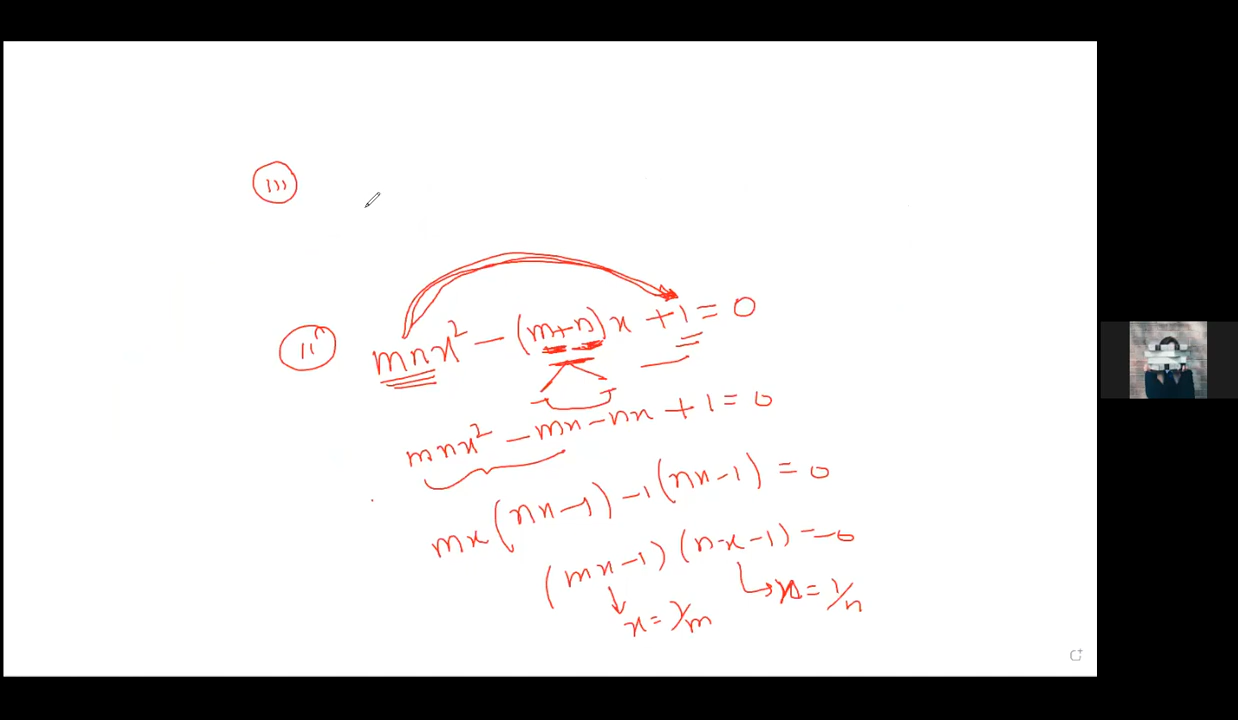 iii
ii
mnx² - (m+n)x + 1 = 0
mnx² - mx - nx + 1 = 0
mx(nx-1) - 1(nx-1) = 0
(mx-1)(nx-1) = 0
x = 1/m
x = 1/n